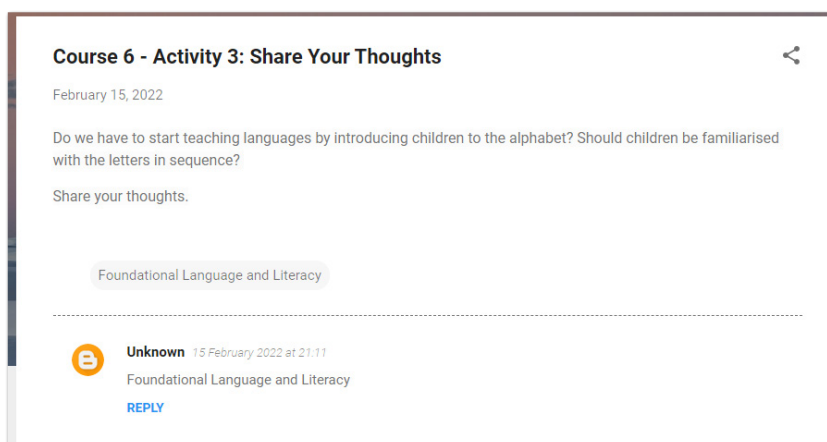 Course 6 - Activity 3: Share Your Thoughts
February 15, 2022
Do we have to start teaching languages by introducing children to the alphabet? Should children be familiarised
with the letters in sequence?
Share your thoughts.
Foundational Language and Literacy
Unknown 15 February 2022 at 21:11
Foundational Language and Literacy
REPLY